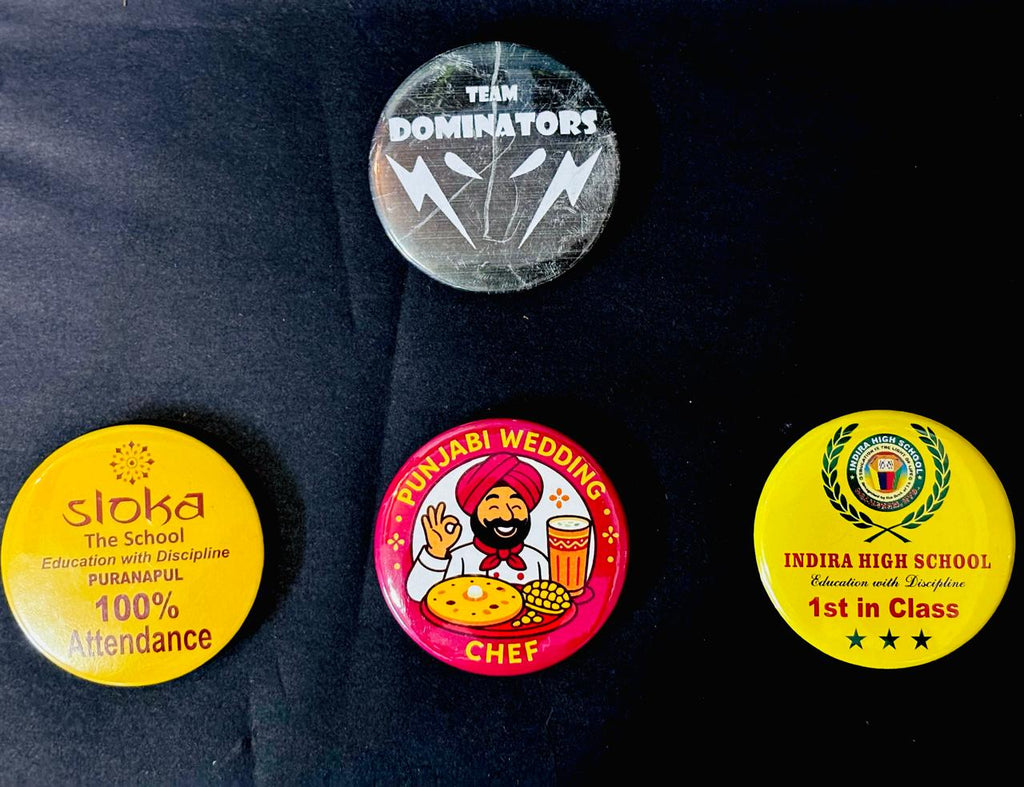 TEAM
DOMINATORS
sloka
The School
Education with Discipline
PURANAPUL
100%
Attendance
PUNJABI WEDDING
CHEF
INDIRA HIGH SCHOOL
INDIRA HIGH SCHOOL
Education with Discipline
1st in Class